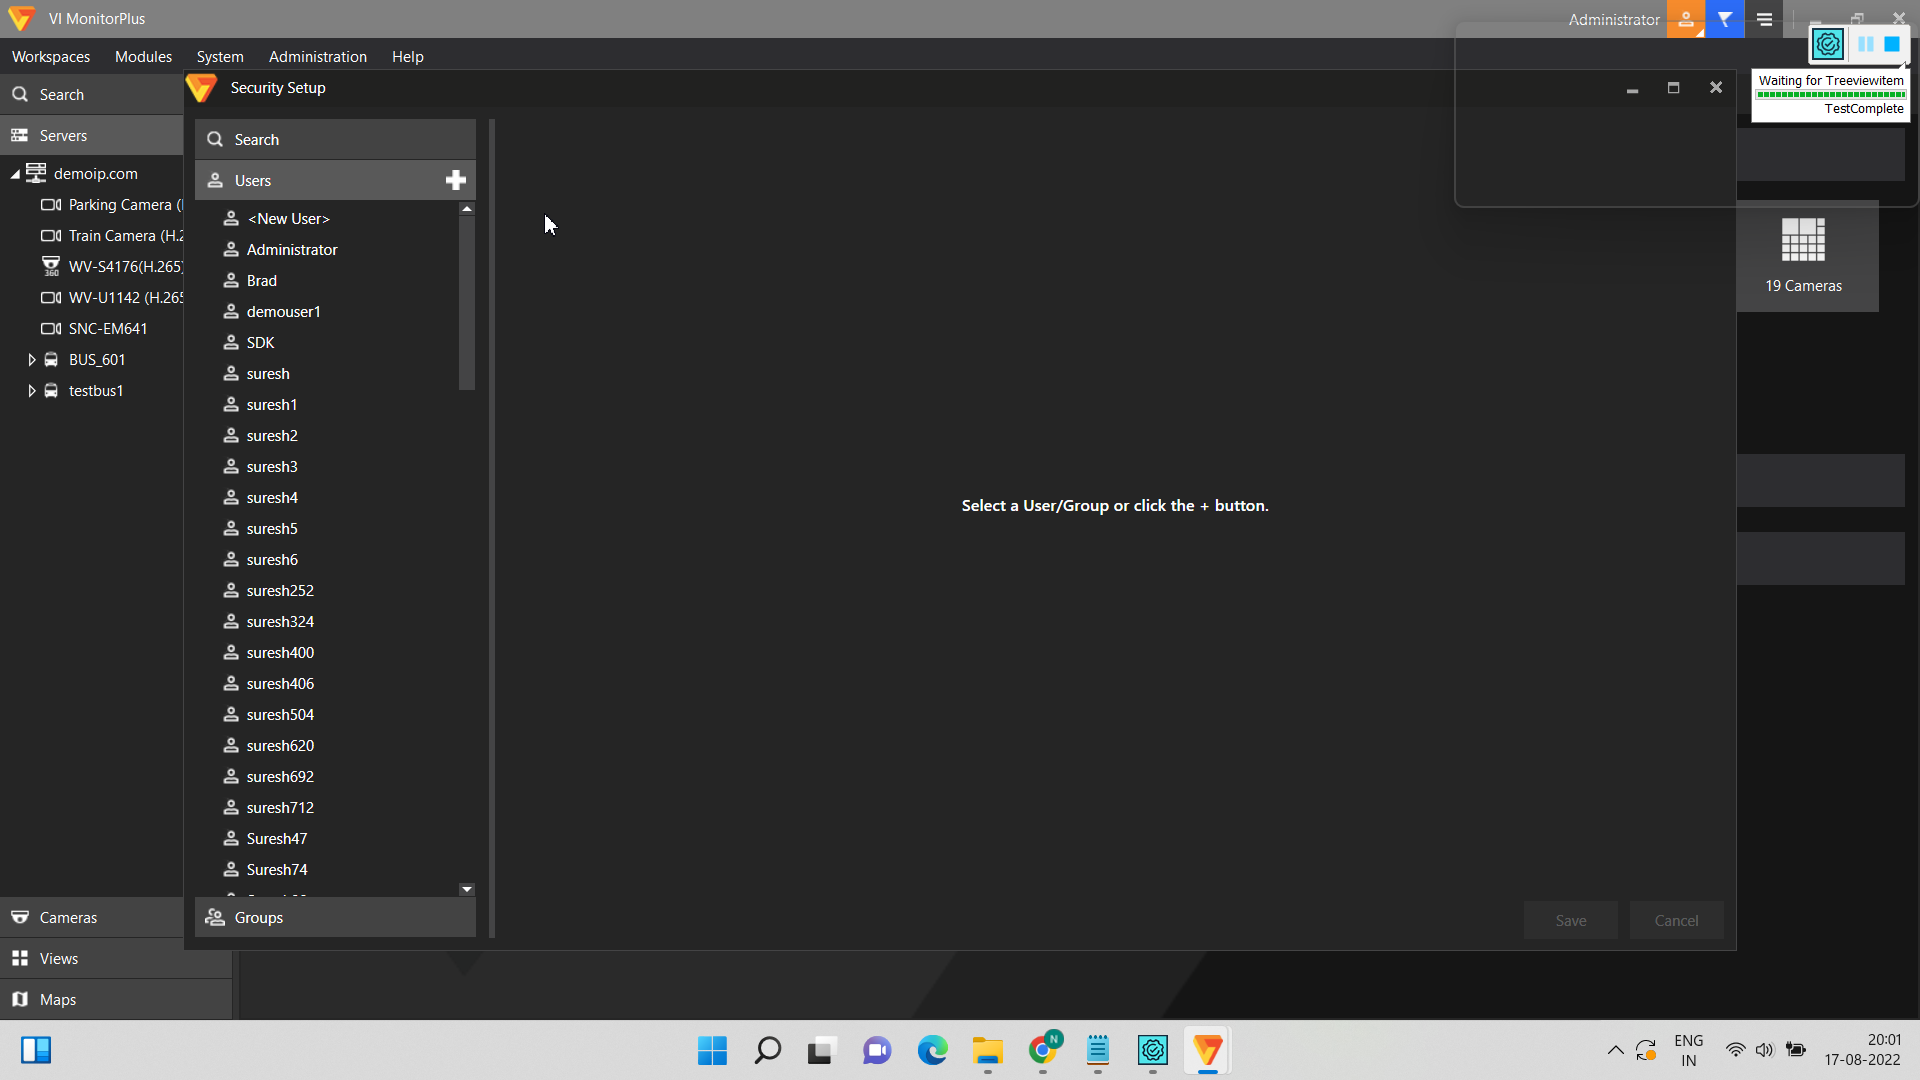 VI MonitorPlus
Administrator
Workspaces Modules System Administration Help
Waiting for Treeviewitem
TestComplete
Search
Servers
demoip.com
Parking Camera (
Train Camera (H.2
WV-S4176(H.265)
WV-U1142 (H.265
SNC-EM641
BUS_601
testbus1
Cameras
Views
Maps
Security Setup
Search
Users
<New User>
Administrator
Brad
demouser1
SDK
suresh
suresh1
suresh2
suresh3
suresh4
suresh5
suresh6
suresh252
suresh324
suresh400
suresh406
suresh504
suresh620
suresh692
suresh712
Suresh47
Suresh74
Groups
Select a User/Group or click the + button.
Save Cancel
19 Cameras
N
ENG
IN
20:01
17-08-2022